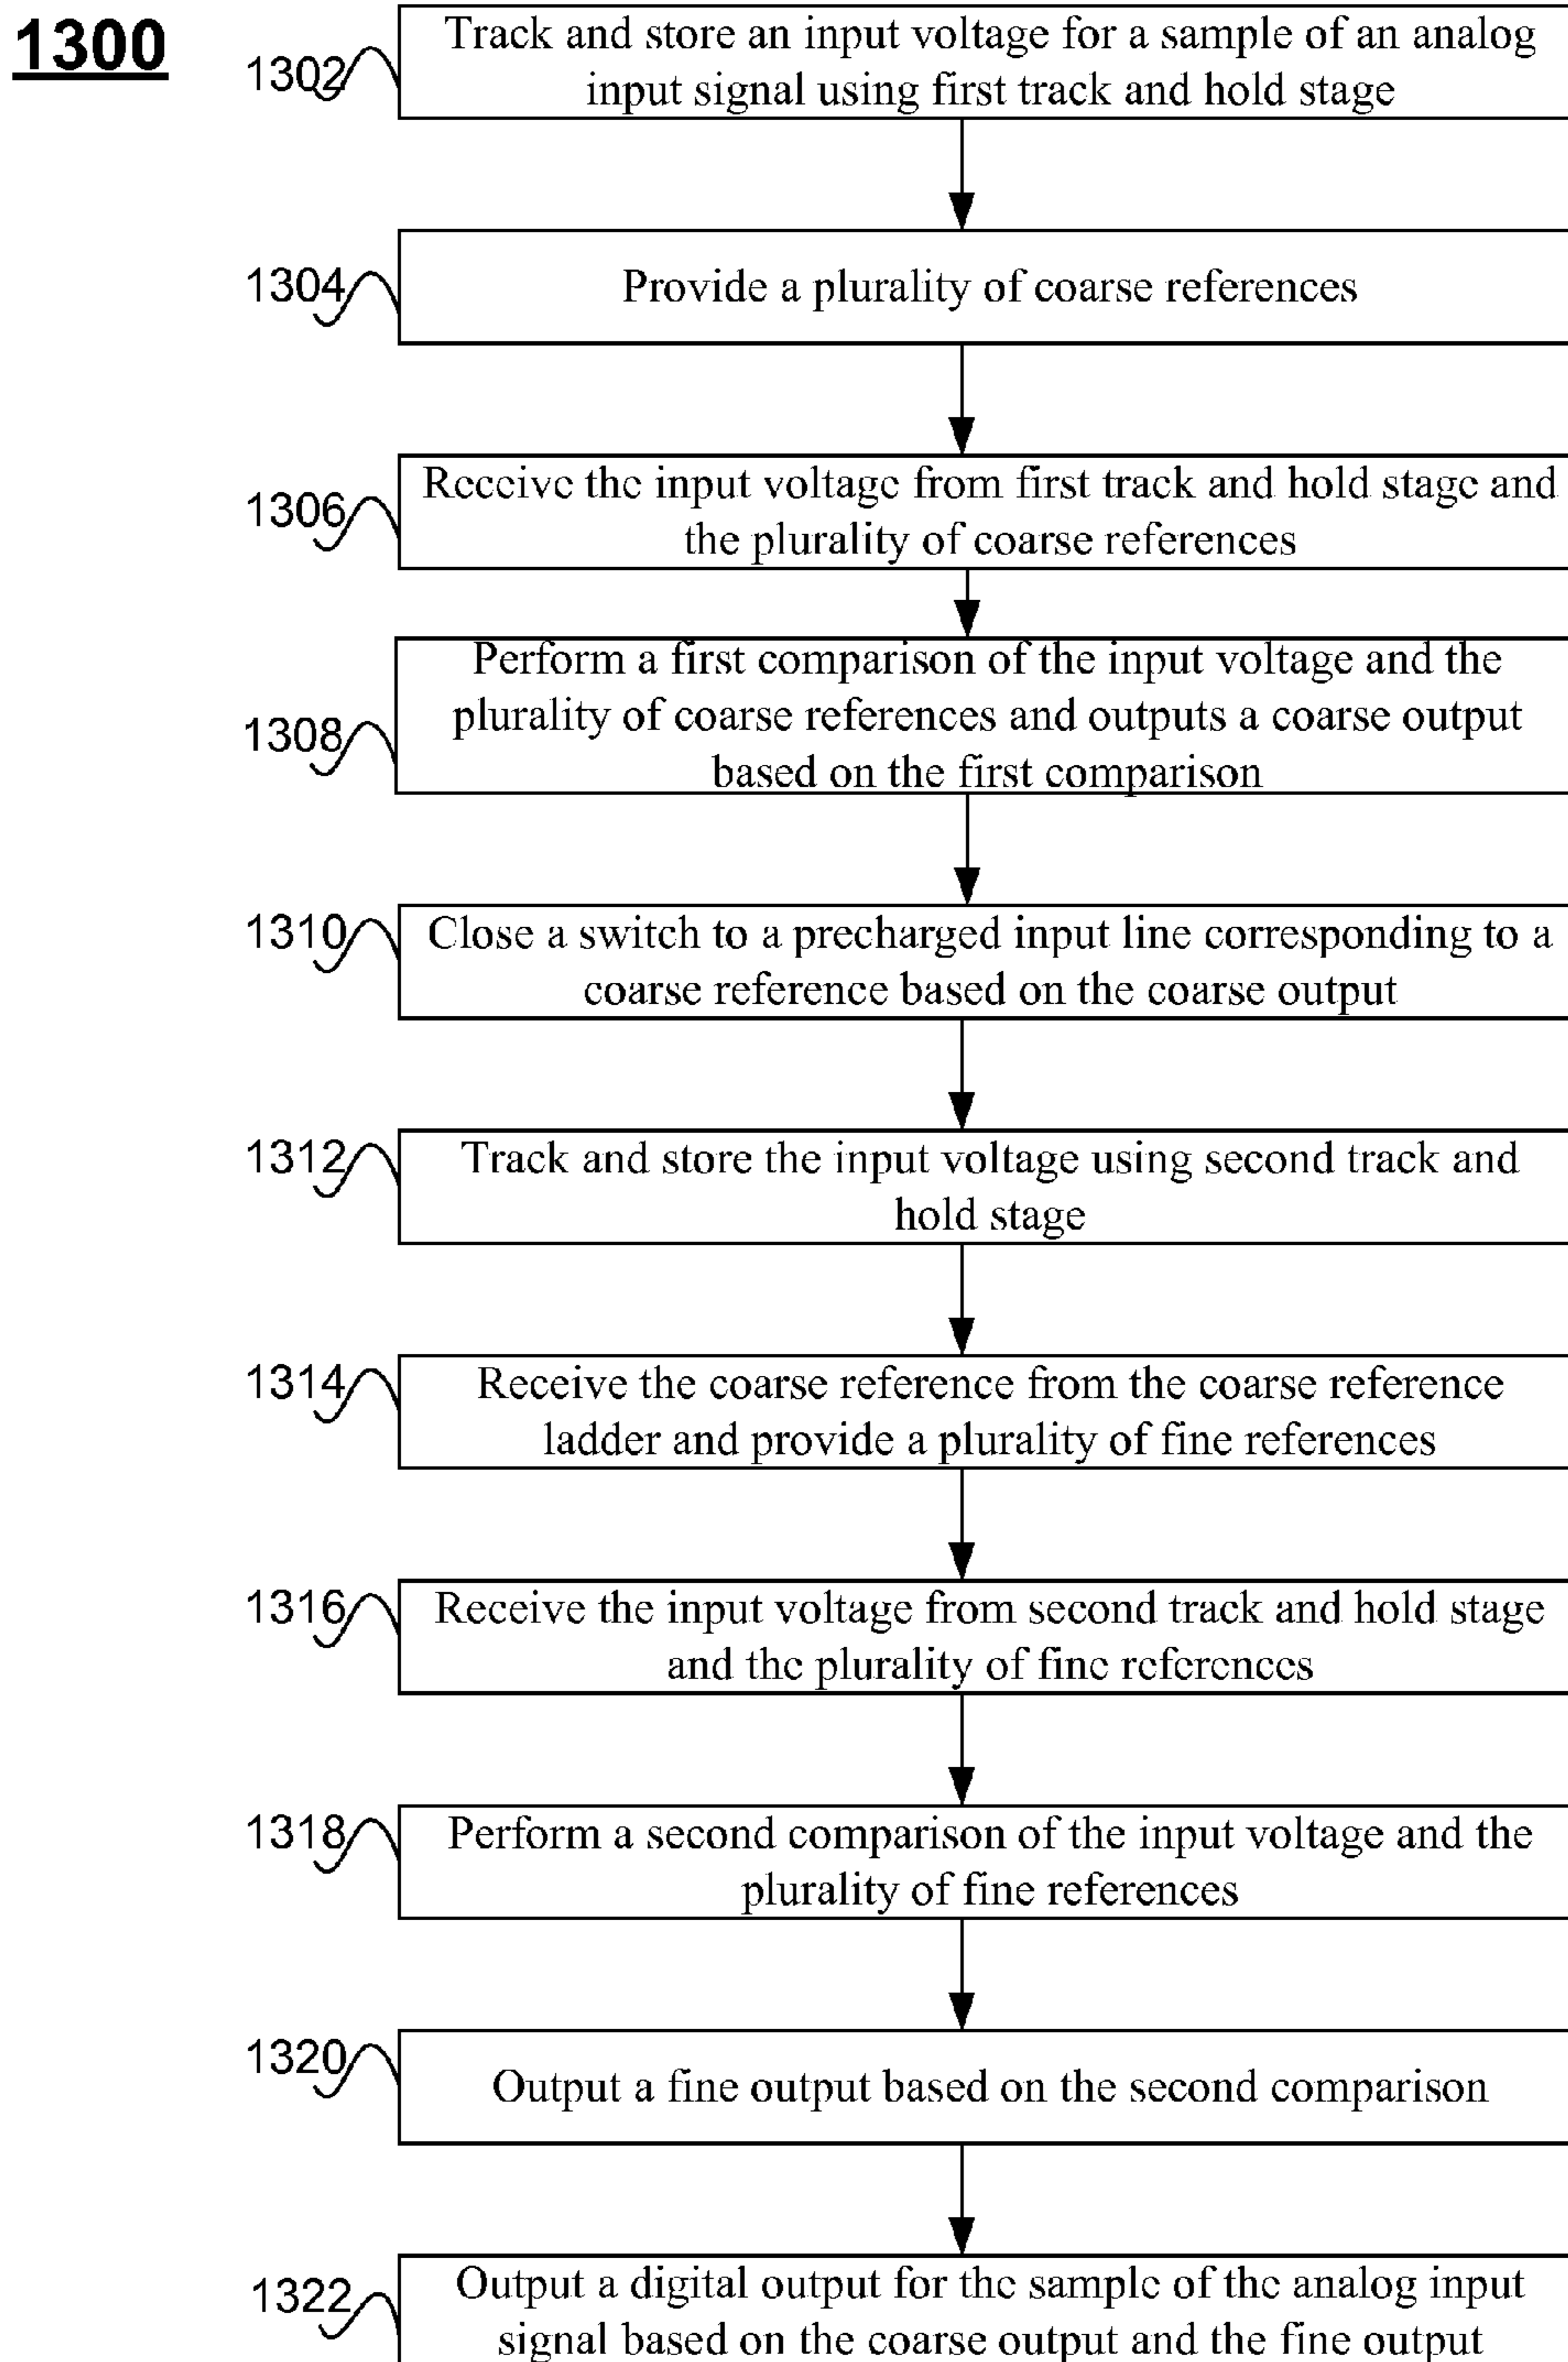 1300
1302
Track and store an input voltage for a sample of an analog
input signal using first track and hold stage
1304
Provide a plurality of coarse references
1306
Receive the input voltage from first track and hold stage and
the plurality of coarse references
1308
Perform a first comparison of the input voltage and the
plurality of coarse references and outputs a coarse output
based on the first comparison
1310
Close a switch to a precharged input line corresponding to a
coarse reference based on the coarse output
1312
Track and store the input voltage using second track and
hold stage
1314
Receive the coarse reference from the coarse reference
ladder and provide a plurality of fine references
1316
Receive the input voltage from second track and hold stage
and the plurality of fine references
1318
Perform a second comparison of the input voltage and the
plurality of fine references
1320
Output a fine output based on the second comparison
1322
Output a digital output for the sample of the analog input
signal based on the coarse output and the fine output